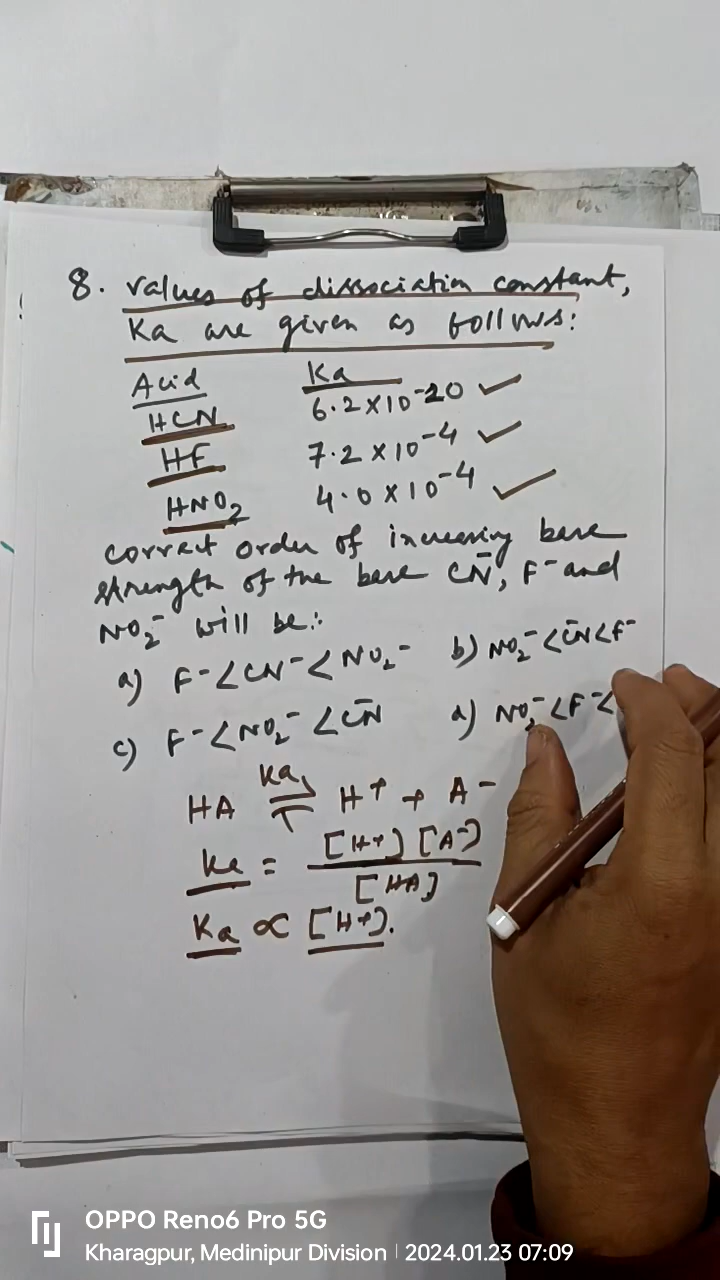 8. values of dissociation constant,
Ka are given as follows:
Acid Ka
HCN 6.2×10⁻²⁰
HF 7.2×10⁻⁴
HNO₂ 4.0×10⁻⁴
correct order of increasing base
strength of the base CN⁻, F⁻ and
NO₂⁻ will be:
a) F⁻<CN⁻<NO₂⁻ b) NO₂⁻<CN⁻<F⁻
c) F⁻<NO₂⁻<CN⁻ d) NO₂⁻<F⁻<
HA ⇌ Ka H⁺ + A⁻
Ka = [H⁺][A⁻]
[HA]
Ka ∝ [H⁺].
OPPO Reno6 Pro 5G
Kharagpur, Medinipur Division | 2024.01.23 07:09